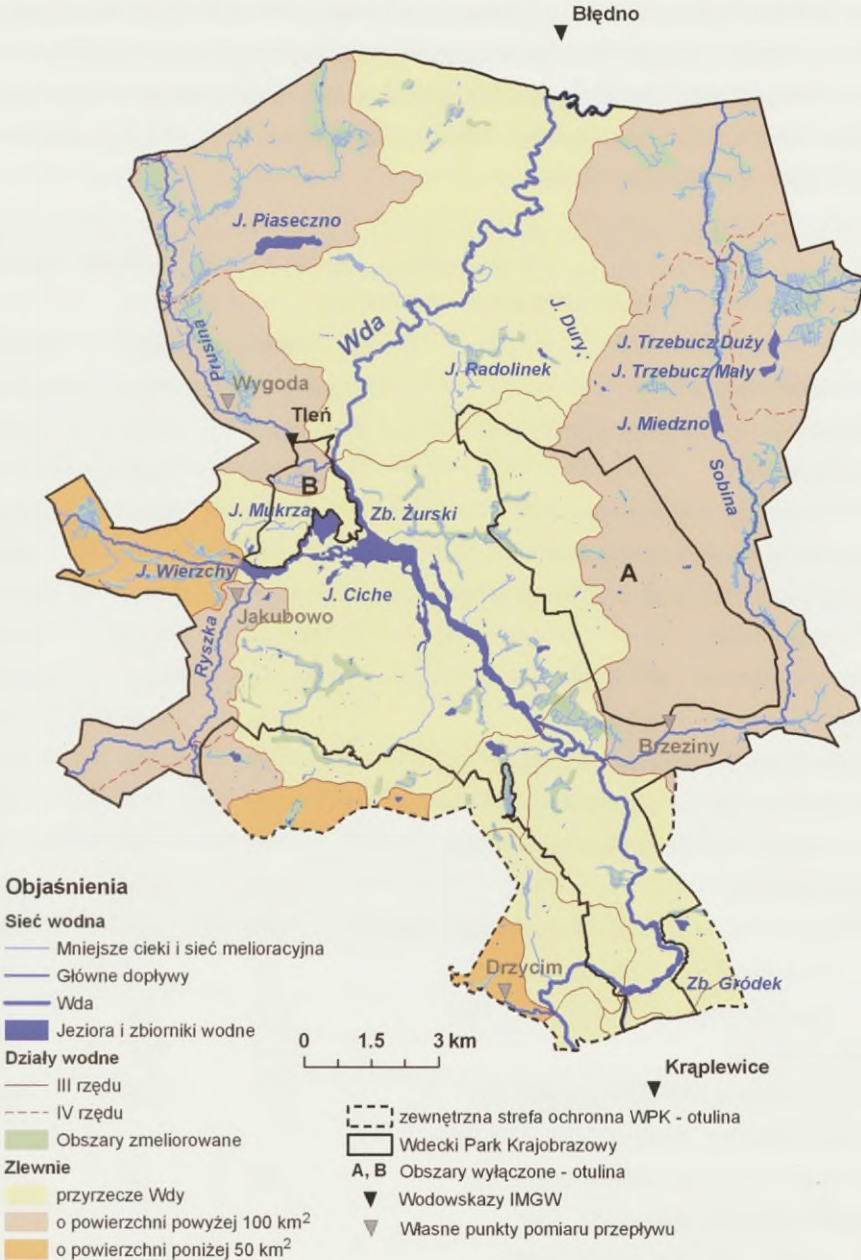 Błędno
J. Piaseczno
Wda
J. Dury
Prusina
J. Radolinek
J. Trzebucz Duży
J. Trzebucz Mały
Wygoda
Tleń
J. Miedzno
Sobina
B
J. Mukrza
Zb. Żurski
A
J. Wierzchy
J. Ciche
Jakubowo
Ryszka
Brzeziny
Drzycim
Zb. Gródek
Krąplewice
Objaśnienia
Sieć wodna
Mniejsze cieki i sieć melioracyjna
Główne dopływy
Wda
Jeziora i zbiorniki wodne
Działy wodne
III rzędu
IV rzędu
Obszary zmeliorowane
Zlewnie
przyrzecze Wdy
o powierzchni powyżej 100 km²
o powierzchni poniżej 50 km²
0 1.5 3 km
zewnętrzna strefa ochronna WPK - otulina
Wdecki Park Krajobrazowy
A, B Obszary wyłączone - otulina
Wodowskazy IMGW
Własne punkty pomiaru przepływu